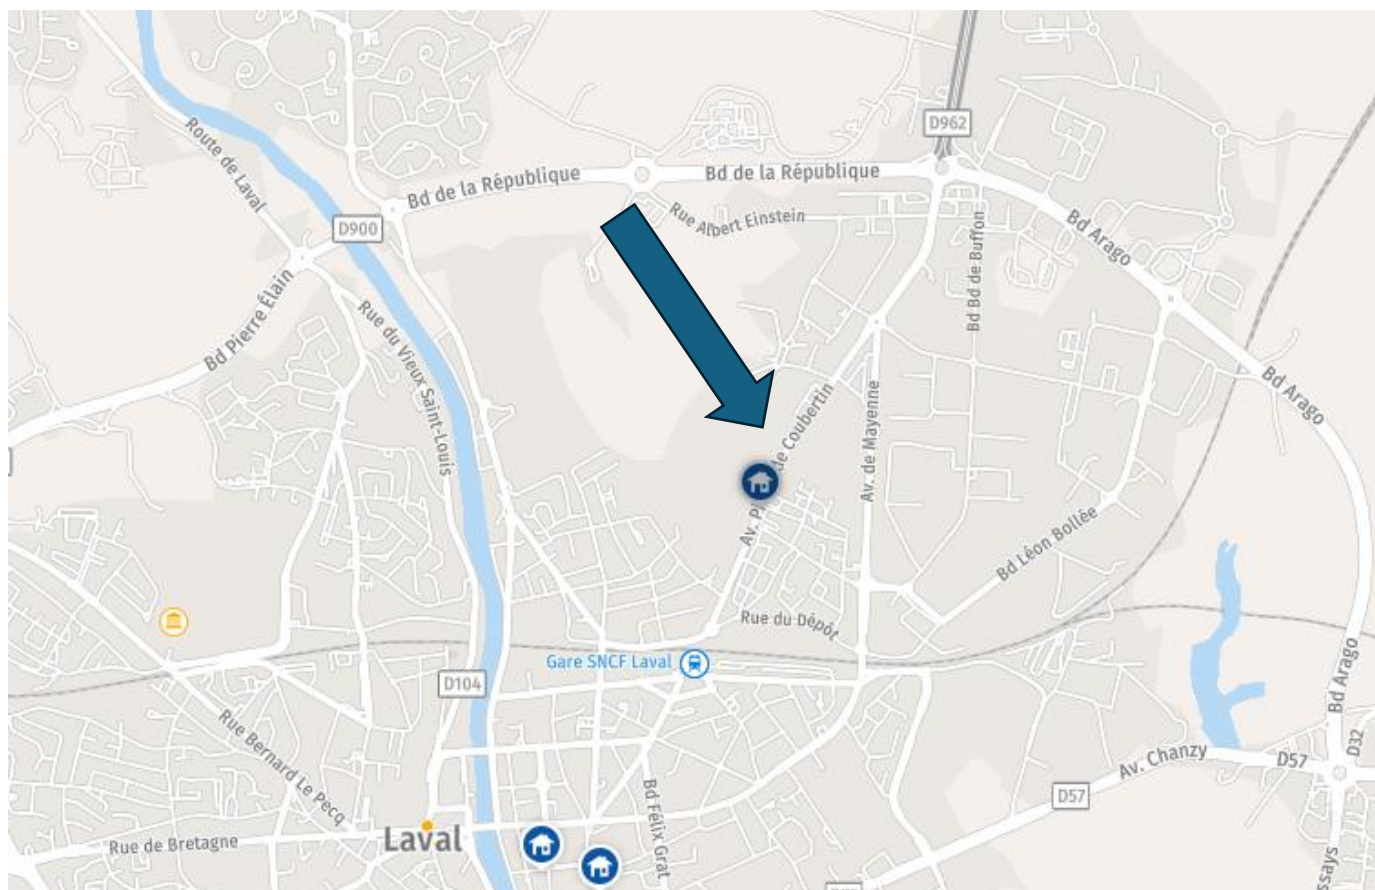 D962
Route de Laval
Bd de la République
Bd de la République
Rue Albert Einstein
D900
Bd Arago
Bd Bd de Buffon
Bd Pierre Élain
Rue du Vieux Saint-Louis
Bd Arago
de Coubertin
Av. de Mayenne
Av. Pi
Bd Léon Bollée
Rue du Dépôt
Gare SNCF Laval
D104
Bd Arago
Rue Bernard Le Pecq
Av. Chanzy
D57
D32
D57
Bd Félix Grat
Laval
Rue de Bretagne
ssays